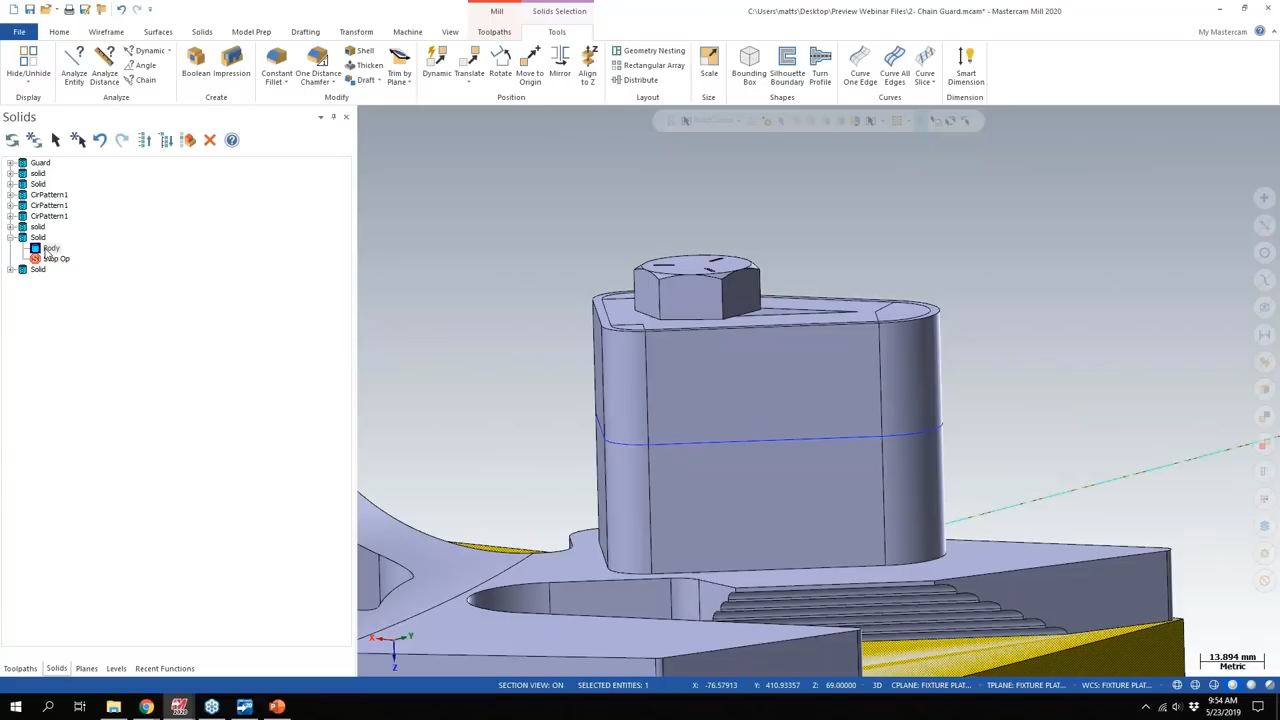 Mill
Solids Selection
C:\Users\matts\Desktop\Preview Webinar Files\2- Chain Guard.mcam* - Mastercam Mill 2020
File
Home
Wireframe
Surfaces
Solids
Model Prep
Drafting
Transform
Machine
View
Toolpaths
Tools
My Mastercam
Hide/Unhide
Display
Analyze Entity
Analyze Distance
Dynamic
Angle
Chain
Analyze
Boolean
Impression
Create
Constant Fillet
One Distance Chamfer
Shell
Thicken
Draft
Trim by Plane
Modify
Dynamic
Translate
Rotate
Move to Origin
Mirror
Align to Z
Position
Geometry Nesting
Rectangular Array
Distribute
Layout
Scale
Size
Bounding Box
Silhouette Boundary
Turn Profile
Shapes
Curve One Edge
Curve All Edges
Curve Slice
Curves
Smart Dimension
Dimension
Solids
Guard
solid
Solid
CirPattern1
CirPattern1
CirPattern1
solid
Solid
Body
Stop Op
Solid
X
Y
Z
13.894 mm
Metric
Toolpaths
Solids
Planes
Levels
Recent Functions
SECTION VIEW: ON
SELECTED ENTITIES: 1
X: -76.57913
Y: 410.93357
Z: 69.00000
3D
CPLANE: FIXTURE PLAT...
TPLANE: FIXTURE PLAT...
WCS: FIXTURE PLAT...
9:54 AM
5/23/2019